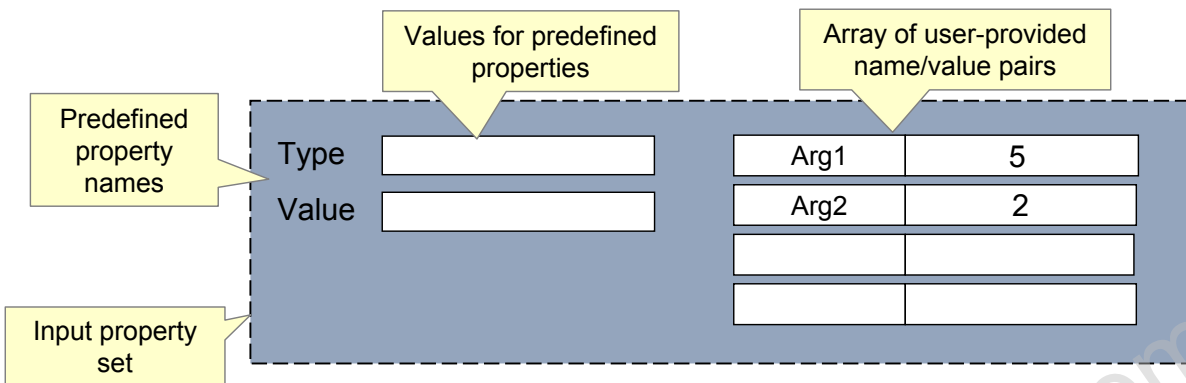 Values for predefined
properties
Array of user-provided
name/value pairs
Predefined
property
names
Type
Value
Arg1 5
Arg2 2
Input property
set
om